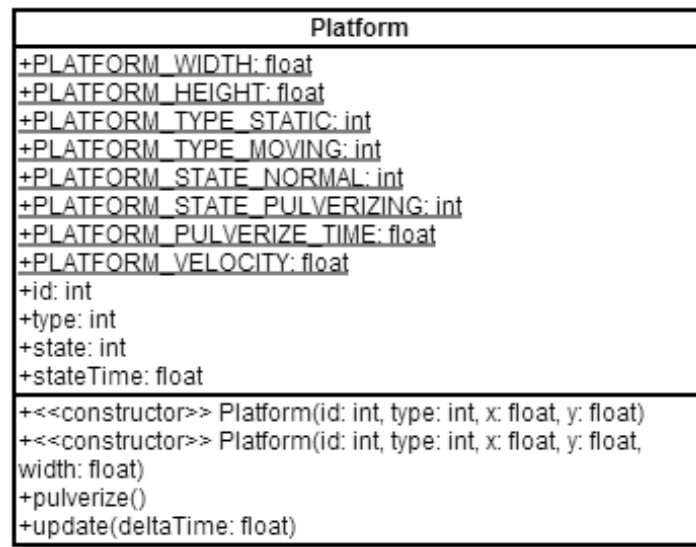 Platform
+PLATFORM_WIDTH: float
+PLATFORM_HEIGHT: float
+PLATFORM_TYPE_STATIC: int
+PLATFORM_TYPE_MOVING: int
+PLATFORM_STATE_NORMAL: int
+PLATFORM_STATE_PULVERIZING: int
+PLATFORM_PULVERIZE_TIME: float
+PLATFORM_VELOCITY: float
+id: int
+type: int
+state: int
+stateTime: float
+<<constructor>> Platform(id: int, type: int, x: float, y: float)
+<<constructor>> Platform(id: int, type: int, x: float, y: float,
width: float)
+pulverize()
+update(deltaTime: float)